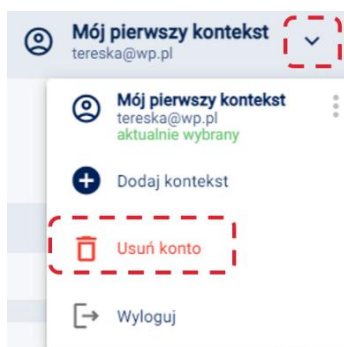 Mój pierwszy kontekst
tereska@wp.pl
Mój pierwszy kontekst
tereska@wp.pl
aktualnie wybrany
Dodaj kontekst
Usuń konto
Wyloguj